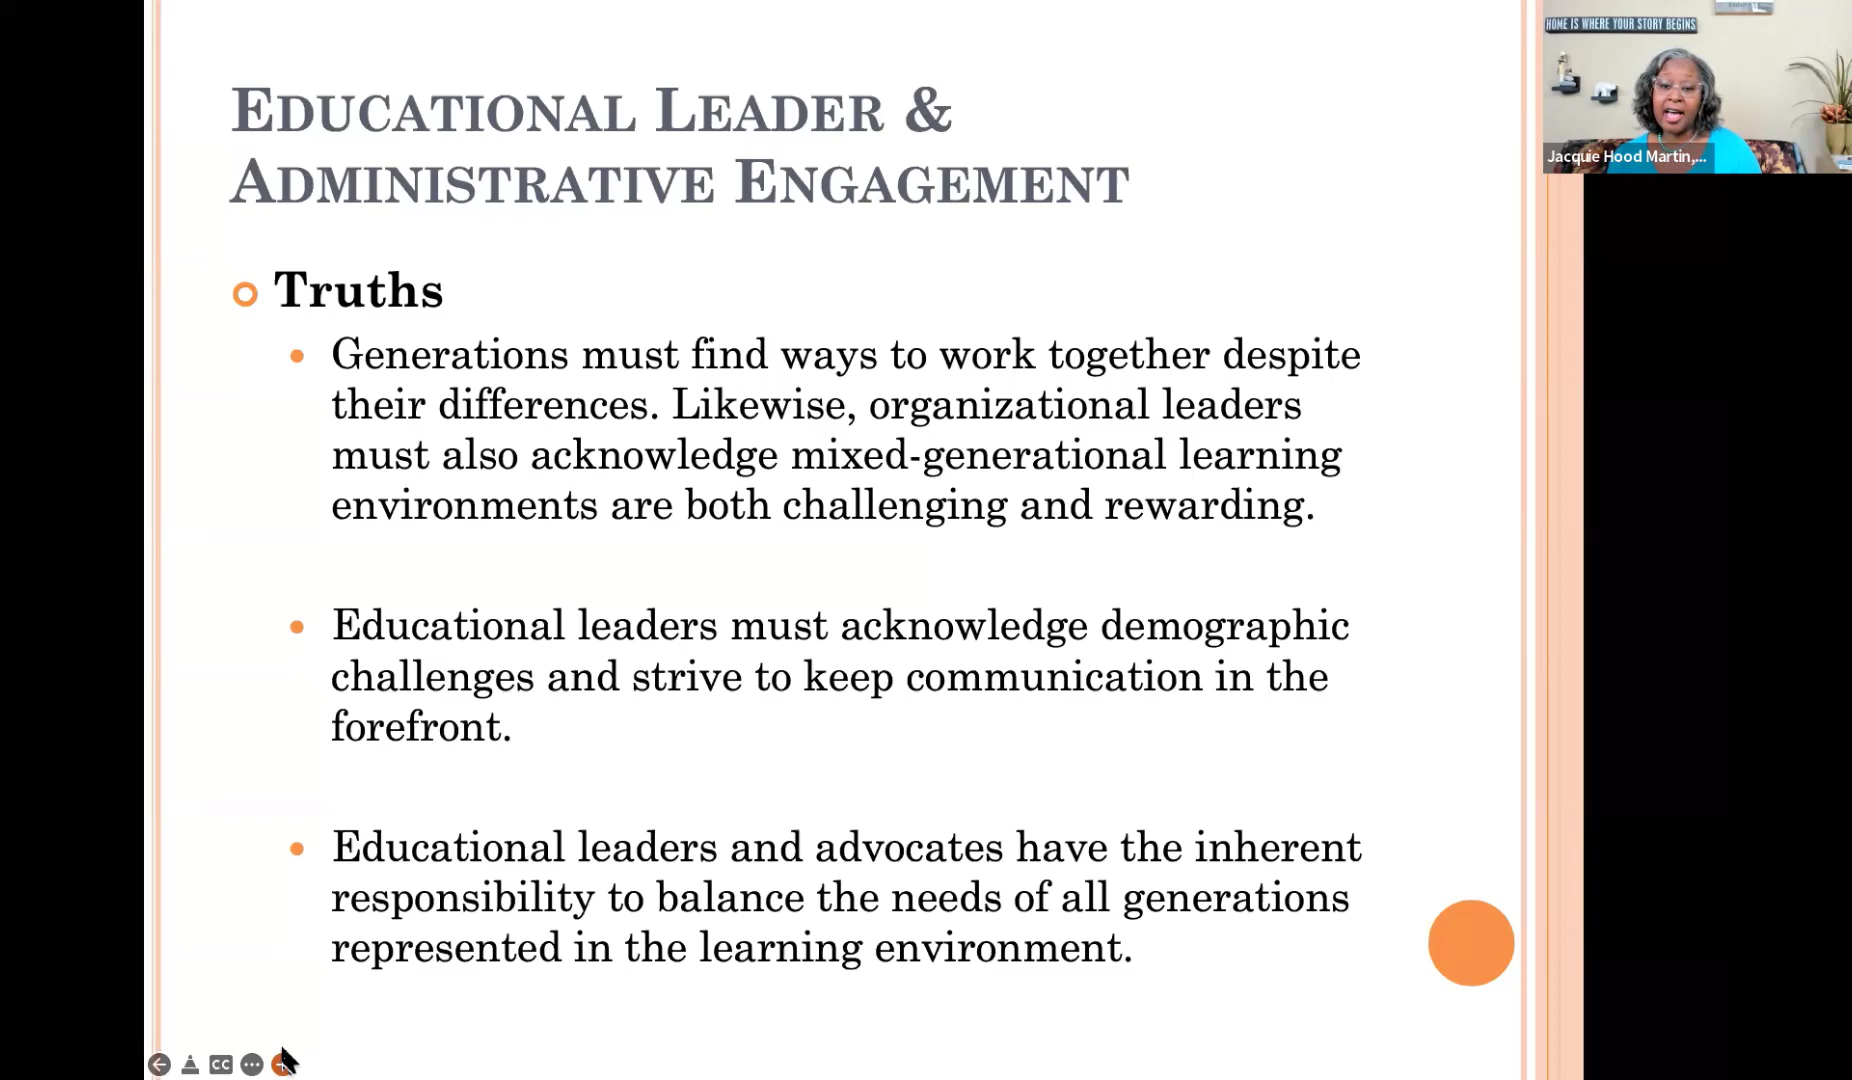 EDUCATIONAL LEADER &
ADMINISTRATIVE ENGAGEMENT
Truths
Generations must find ways to work together despite
their differences. Likewise, organizational leaders
must also acknowledge mixed-generational learning
environments are both challenging and rewarding.
Educational leaders must acknowledge demographic
challenges and strive to keep communication in the
forefront.
Educational leaders and advocates have the inherent
responsibility to balance the needs of all generations
represented in the learning environment.
HOME IS WHERE YOUR STORY BEGINS
Jacquie Hood Martin,...
CC